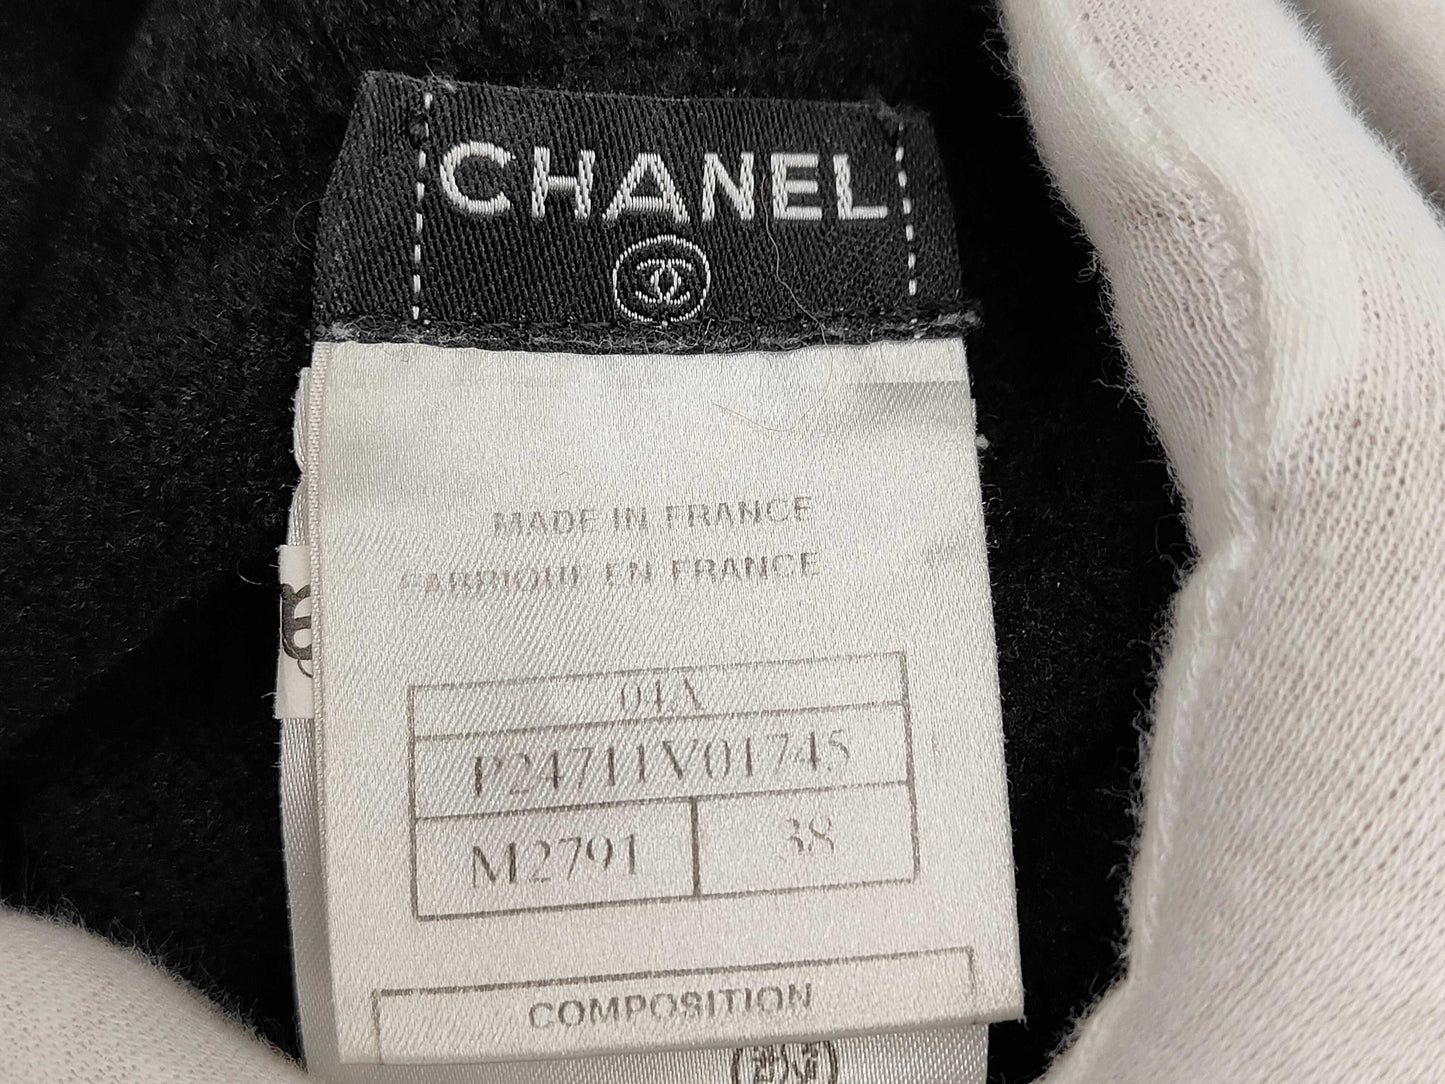 CHANEL
MADE IN FRANCE
FABRIQUE EN FRANCE
04A
P24711V01745
M2791 38
COMPOSITION